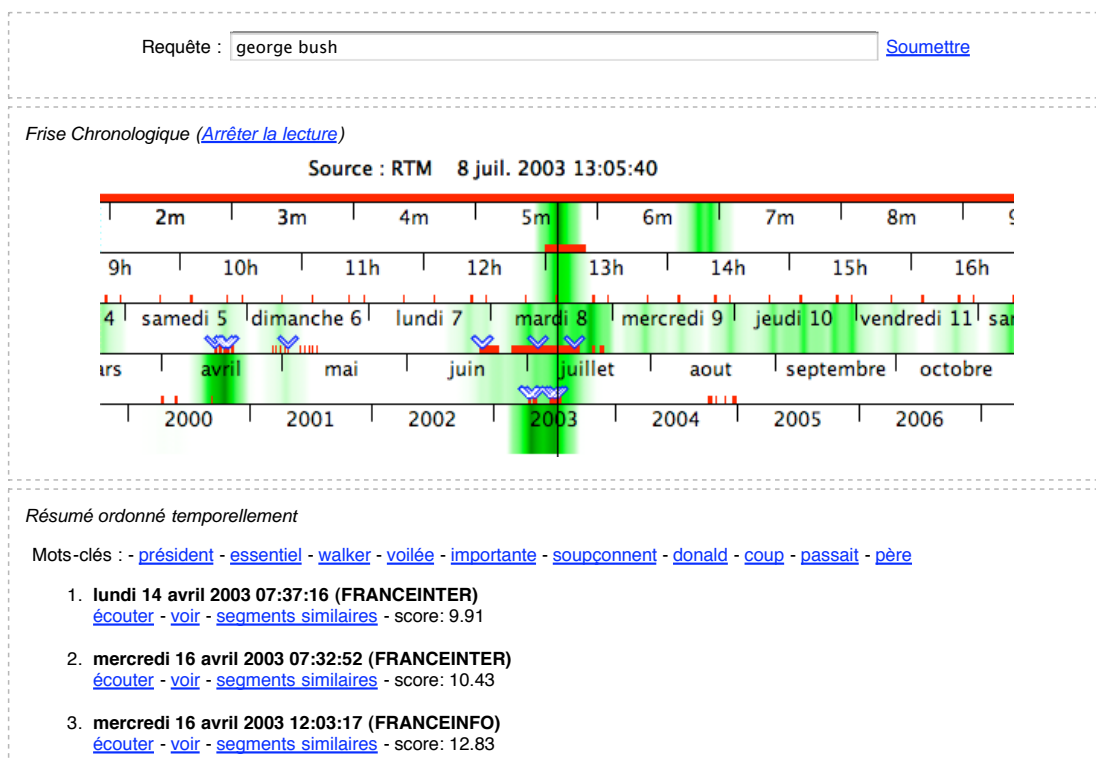 Requête : george bush Soumettre
Frise Chronologique (Arrêter la lecture)
Source : RTM 8 juil. 2003 13:05:40
2m 3m 4m 5m 6m 7m 8m
9h 10h 11h 12h 13h 14h 15h 16h
4 samedi 5 dimanche 6 lundi 7 mardi 8 mercredi 9 jeudi 10 vendredi 11 sam
ars avril mai juin juillet aout septembre octobre
2000 2001 2002 2003 2004 2005 2006
Résumé ordonné temporellement
Mots-clés : - président - essentiel - walker - voilée - importante - soupçonnent - donald - coup - passait - père
1. lundi 14 avril 2003 07:37:16 (FRANCEINTER)
écouter - voir - segments similaires - score: 9.91
2. mercredi 16 avril 2003 07:32:52 (FRANCEINTER)
écouter - voir - segments similaires - score: 10.43
3. mercredi 16 avril 2003 12:03:17 (FRANCEINFO)
écouter - voir - segments similaires - score: 12.83